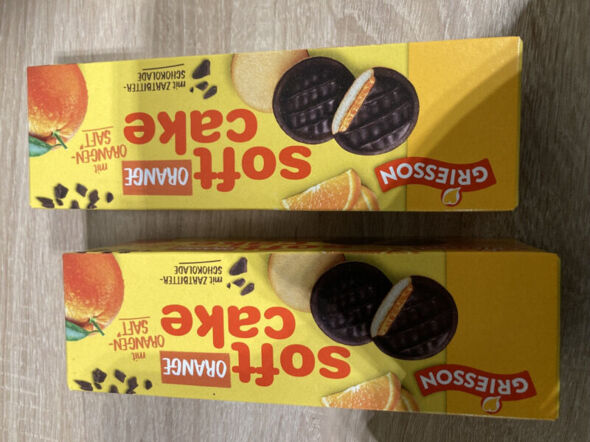 GRIESSON
soft
cake
ORANGE
mit
ORANGEN-
SAFT*
mit ZARTBITTER-
SCHOKOLADE
GRIESSON
soft
cake
ORANGE
mit
ORANGEN-
SAFT*
mit ZARTBITTER-
SCHOKOLADE